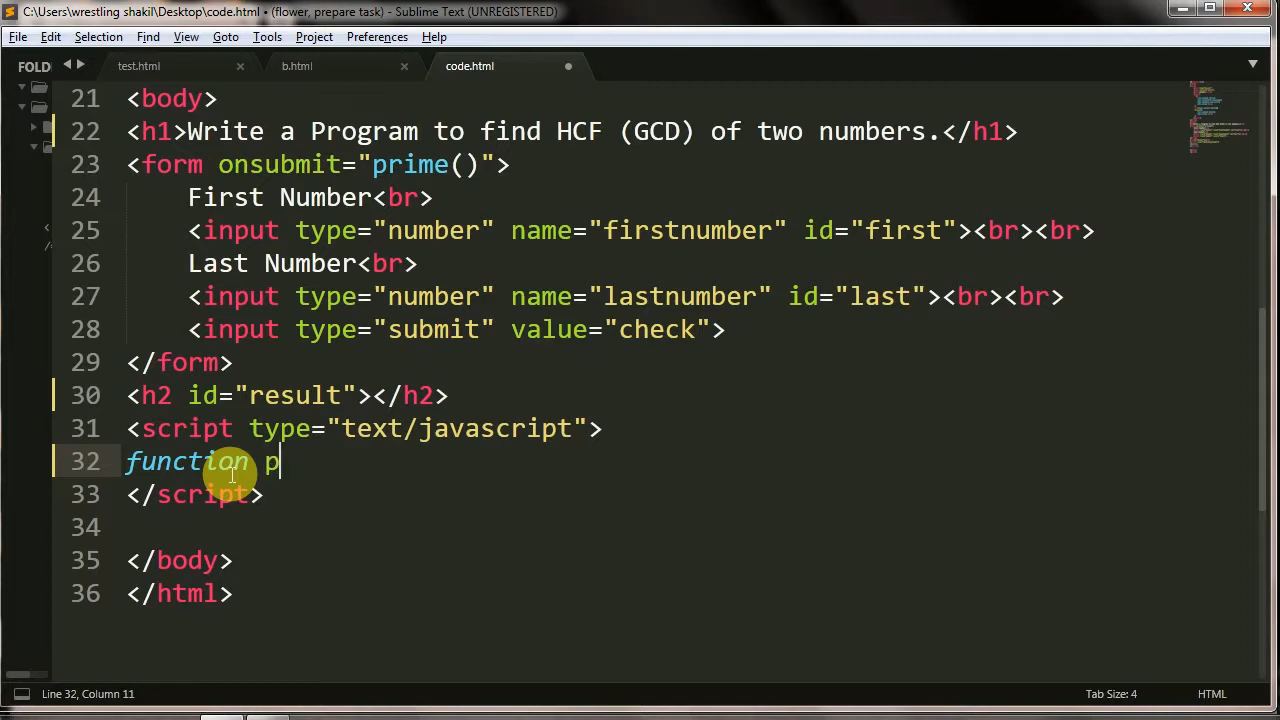 C:\Users\wrestling shakil\Desktop\code.html • (flower, prepare task) - Sublime Text (UNREGISTERED)
File Edit Selection Find View Goto Tools Project Preferences Help
FOLD
test.html b.html code.html
21 <body>
22 <h1>Write a Program to find HCF (GCD) of two numbers.</h1>
23 <form onsubmit="prime()">
24 First Number<br>
25 <input type="number" name="firstnumber" id="first"><br><br>
26 Last Number<br>
27 <input type="number" name="lastnumber" id="last"><br><br>
28 <input type="submit" value="check">
29 </form>
30 <h2 id="result"></h2>
31 <script type="text/javascript">
32 function p
33 </script>
34
35 </body>
36 </html>
Line 32, Column 11 Tab Size: 4 HTML